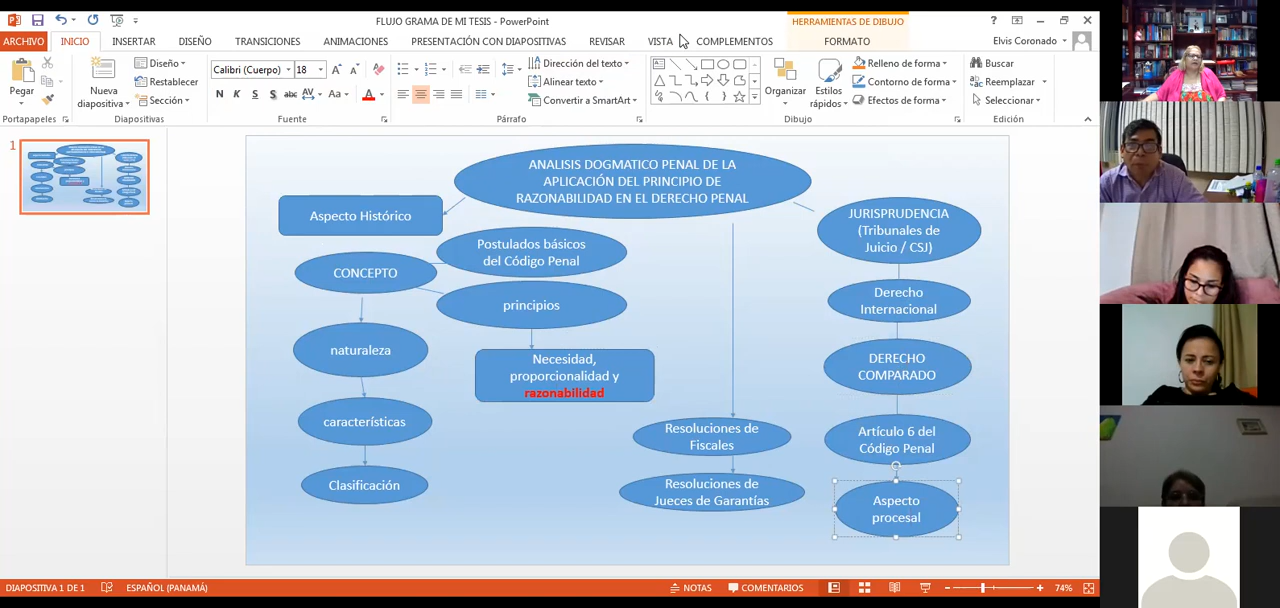 FLUJO GRAMA DE MI TESIS - PowerPoint
HERRAMIENTAS DE DIBUJO
ARCHIVO INICIO INSERTAR DISEÑO TRANSICIONES ANIMACIONES PRESENTACIÓN CON DIAPOSITIVAS REVISAR VISTA COMPLEMENTOS FORMATO
Elvis Coronado
Pegar
Nueva
diapositiva
Diseño
Restablecer
Sección
Calibri (Cuerpo) 18
N K S S abc AV Aa A
Dirección del texto
Alinear texto
Convertir a SmartArt
Organizar
Estilos
rápidos
Relleno de forma
Contorno de forma
Efectos de forma
Buscar
Reemplazar
Seleccionar
Portapapeles Diapositivas Fuente Párrafo Dibujo Edición
1
ANALISIS DOGMATICO PENAL DE LA
APLICACIÓN DEL PRINCIPIO DE
RAZONABILIDAD EN EL DERECHO PENAL
Aspecto Histórico
JURISPRUDENCIA
(Tribunales de
Juicio / CSJ)
Postulados básicos
del Código Penal
CONCEPTO
principios
Derecho
Internacional
naturaleza
Necesidad,
proporcionalidad y
razonabilidad
DERECHO
COMPARADO
características
Resoluciones de
Fiscales
Artículo 6 del
Código Penal
Clasificación
Resoluciones de
Jueces de Garantías
Aspecto
procesal
DIAPOSITIVA 1 DE 1 ESPAÑOL (PANAMÁ) NOTAS COMENTARIOS 74%